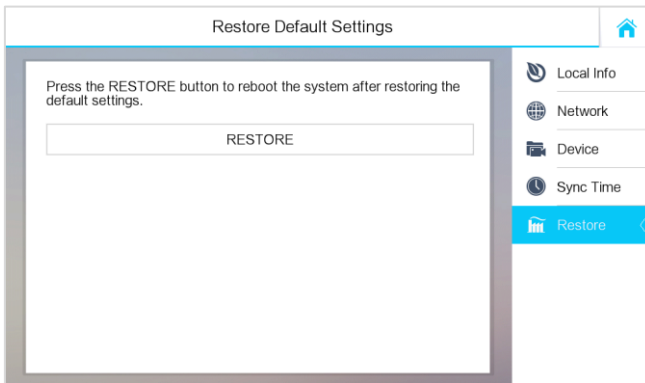 Restore Default Settings
Press the RESTORE button to reboot the system after restoring the
default settings.
RESTORE
Local Info
Network
Device
Sync Time
Restore